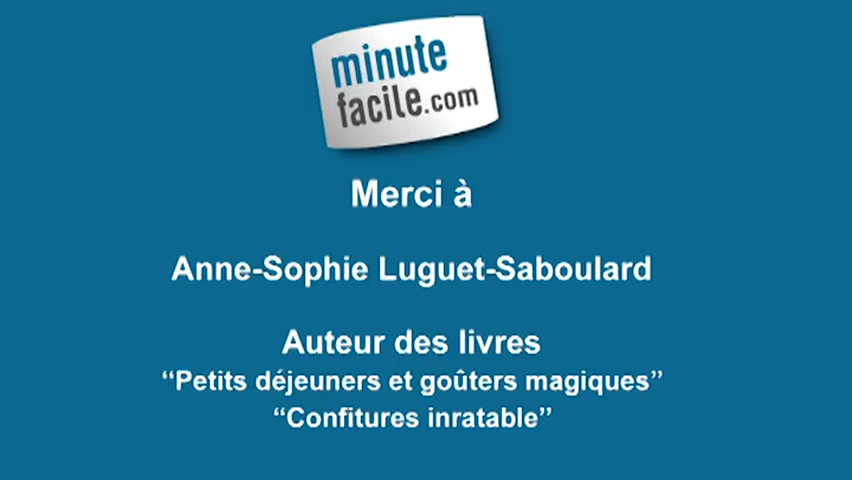 minute
facile.com
Merci à
Anne-Sophie Luguet-Saboulard
Auteur des livres
“Petits déjeuners et goûters magiques”
“Confitures inratable”